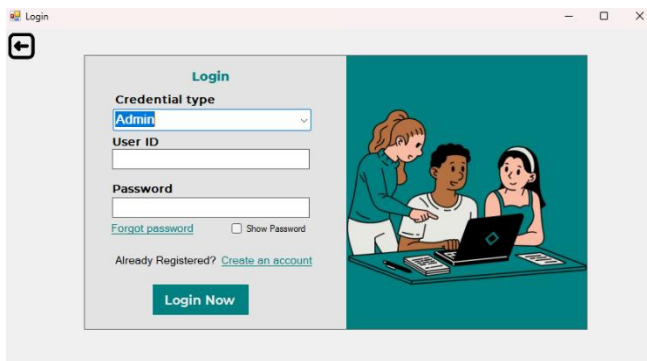 Login
Login
Credential type
Admin
User ID
Password
Forgot password Show Password
Already Registered? Create an account
Login Now